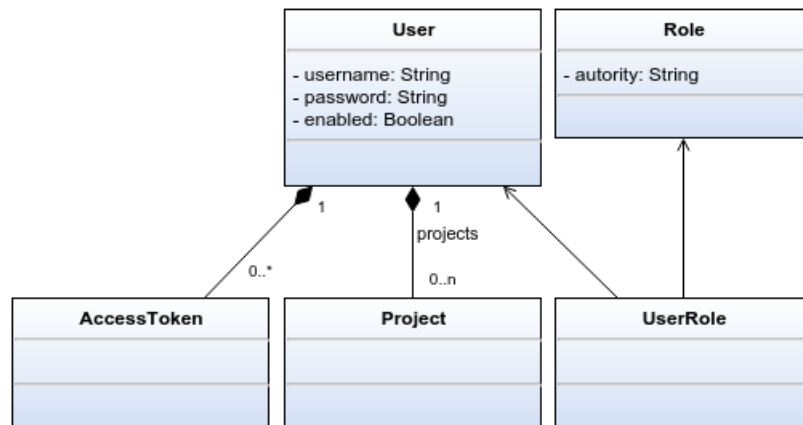 User
- username: String
- password: String
- enabled: Boolean
Role
- autority: String
1
1
projects
0..*
0..n
AccessToken
Project
UserRole